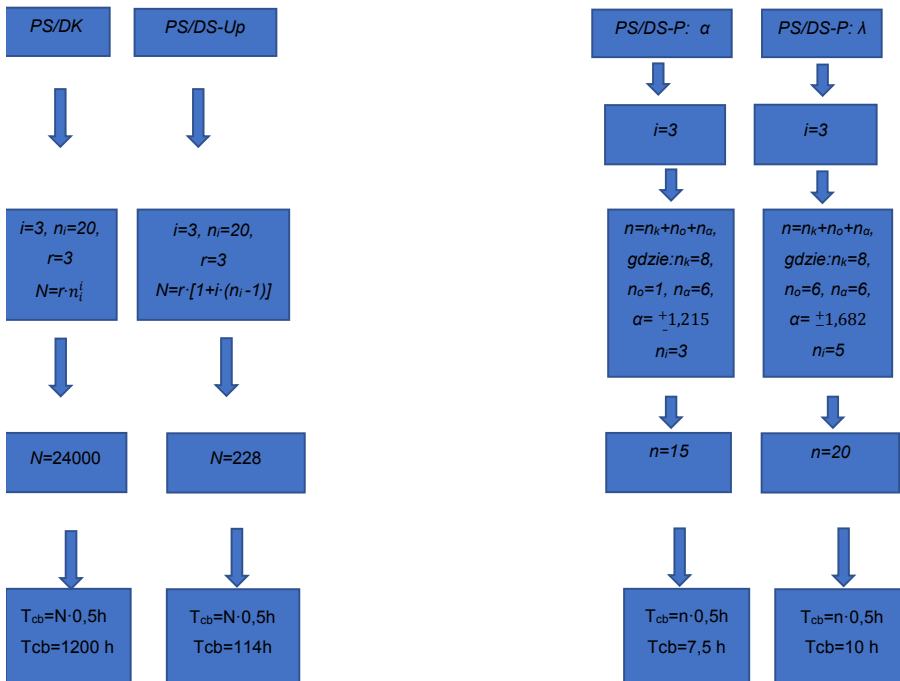 PS/DK
PS/DS-Up
PS/DS-P: α
PS/DS-P: λ
i=3
i=3
i=3, nᵢ=20,
r=3
N=r·nᵢⁱ
i=3, nᵢ=20,
r=3
N=r·[1+i·(nᵢ -1)]
n=nₖ+nₒ+nα,
gdzie:nₖ=8,
nₒ=1, nα=6,
α= ±1,215
nᵢ=3
n=nₖ+nₒ+nα,
gdzie:nₖ=8,
nₒ=6, nα=6,
α= ±1,682
nᵢ=5
N=24000
N=228
n=15
n=20
Tcb=N·0,5h
Tcb=1200 h
Tcb=N·0,5h
Tcb=114h
Tcb=n·0,5h
Tcb=7,5 h
Tcb=n·0,5h
Tcb=10 h